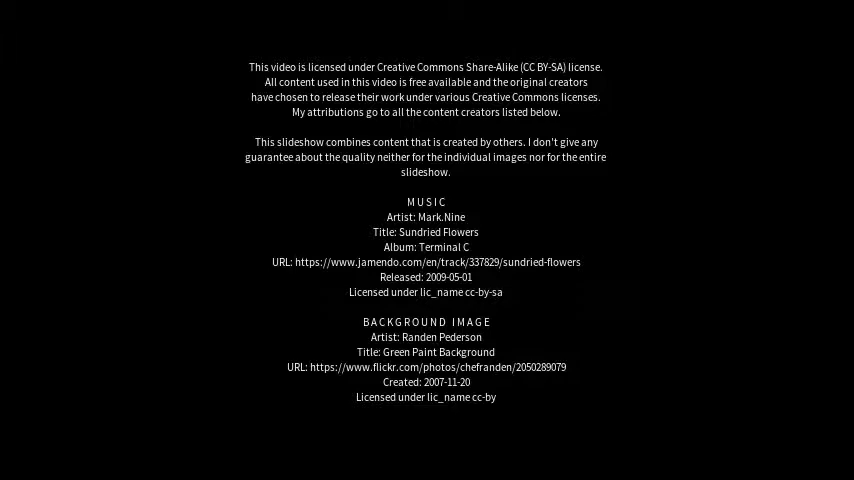 This video is licensed under Creative Commons Share-Alike (CC BY-SA) license.
All content used in this video is free available and the original creators
have chosen to release their work under various Creative Commons licenses.
My attributions go to all the content creators listed below.
This slideshow combines content that is created by others. I don't give any
guarantee about the quality neither for the individual images nor for the entire
slideshow.
MUSIC
Artist: Mark.Nine
Title: Sundried Flowers
Album: Terminal C
URL: https://www.jamendo.com/en/track/337829/sundried-flowers
Released: 2009-05-01
Licensed under lic_name cc-by-sa
BACKGROUND IMAGE
Artist: Randen Pederson
Title: Green Paint Background
URL: https://www.flickr.com/photos/chefranden/2050289079
Created: 2007-11-20
Licensed under lic_name cc-by